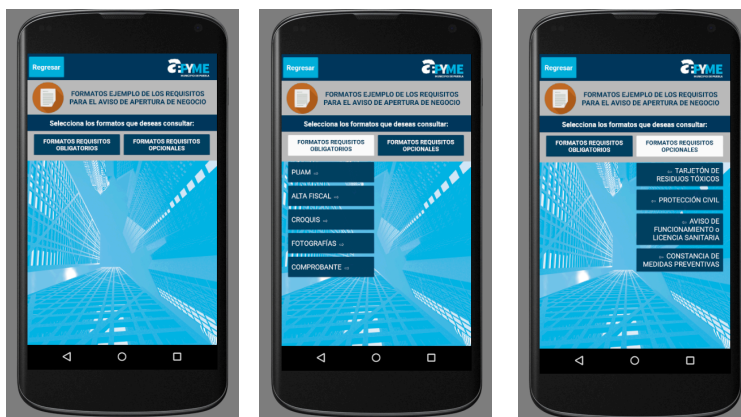 Regresar
aPYME
FORMATOS EJEMPLO DE LOS REQUISITOS
PARA EL AVISO DE APERTURA DE NEGOCIO
Selecciona los formatos que deseas consultar:
FORMATOS REQUISITOS
OBLIGATORIOS
FORMATOS REQUISITOS
OPCIONALES
Regresar
aPYME
FORMATOS EJEMPLO DE LOS REQUISITOS
PARA EL AVISO DE APERTURA DE NEGOCIO
Selecciona los formatos que deseas consultar:
FORMATOS REQUISITOS
OBLIGATORIOS
FORMATOS REQUISITOS
OPCIONALES
PUAM
ALTA FISCAL
CROQUIS
FOTOGRAFÍAS
COMPROBANTE
Regresar
aPYME
FORMATOS EJEMPLO DE LOS REQUISITOS
PARA EL AVISO DE APERTURA DE NEGOCIO
Selecciona los formatos que deseas consultar:
FORMATOS REQUISITOS
OBLIGATORIOS
FORMATOS REQUISITOS
OPCIONALES
TARJETÓN DE
RESIDUOS TÓXICOS
PROTECCIÓN CIVIL
AVISO DE
FUNCIONAMIENTO o
LICENCIA SANITARIA
CONSTANCIA DE
MEDIDAS PREVENTIVAS